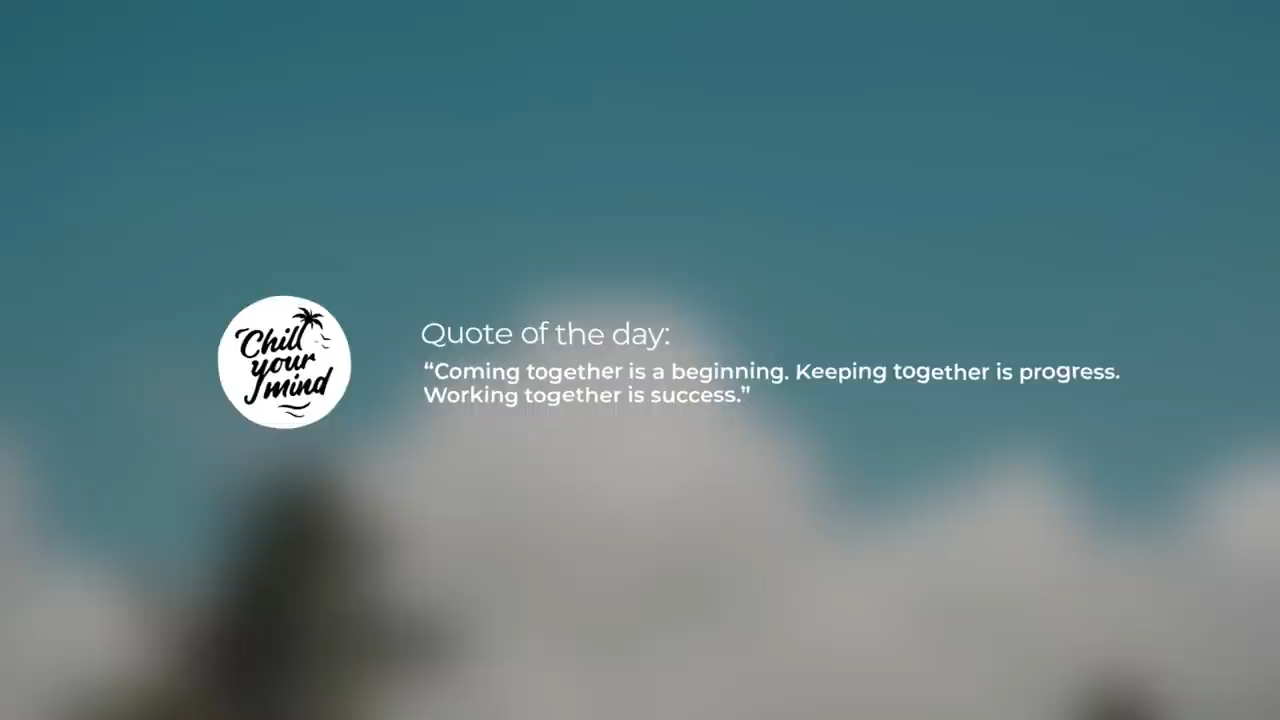 Chill
your
mind
Quote of the day:
“Coming together is a beginning. Keeping together is progress.
Working together is success.”